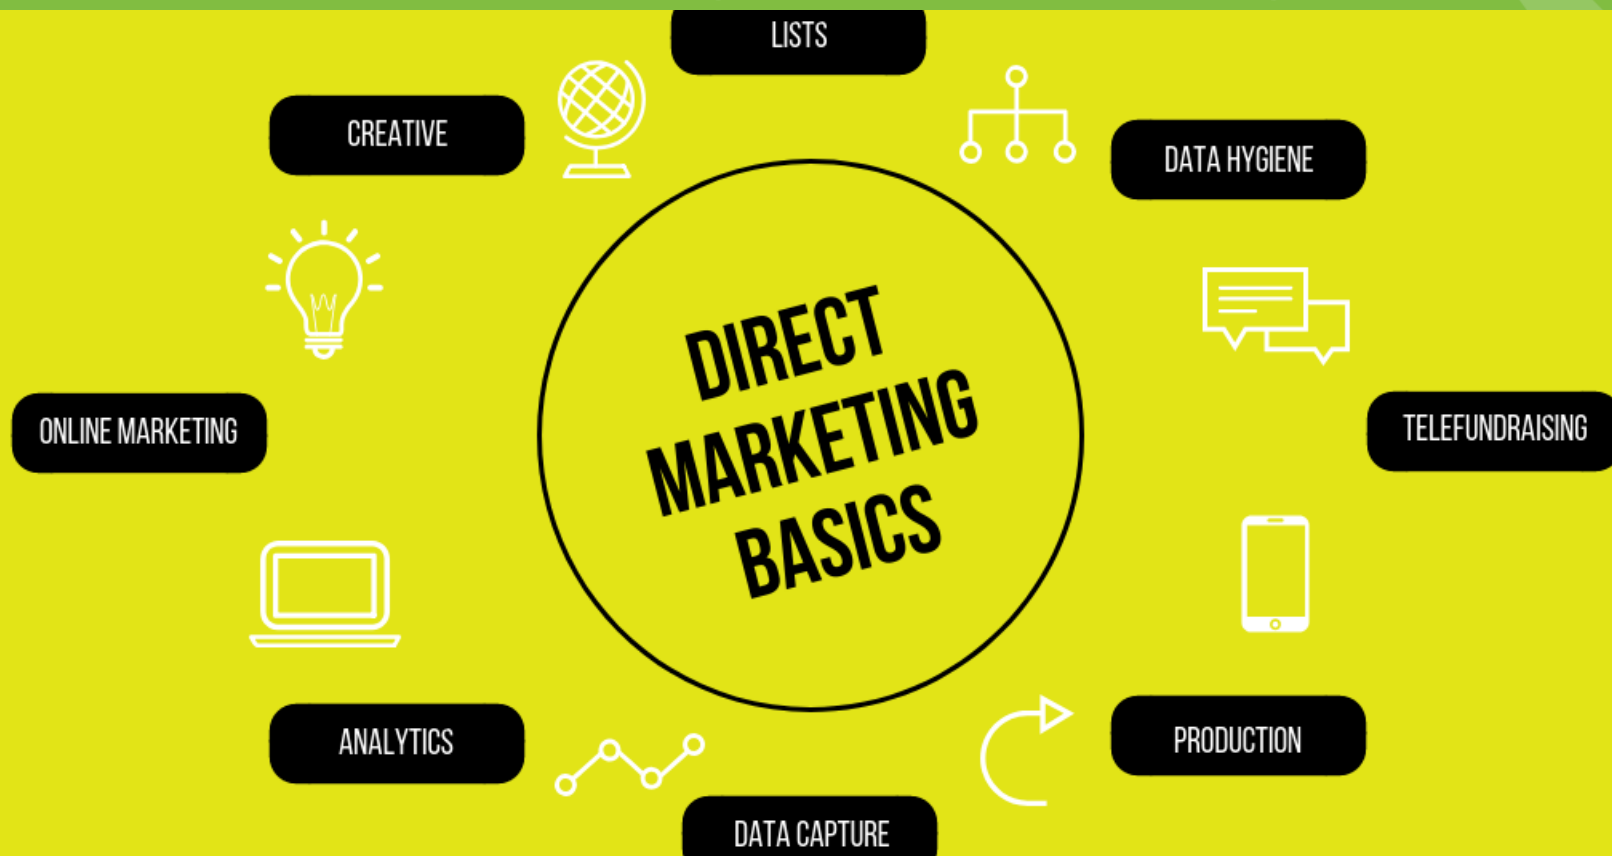 LISTS
CREATIVE
DATA HYGIENE
DIRECT
MARKETING
BASICS
ONLINE MARKETING
TELEFUNDRAISING
ANALYTICS
PRODUCTION
DATA CAPTURE